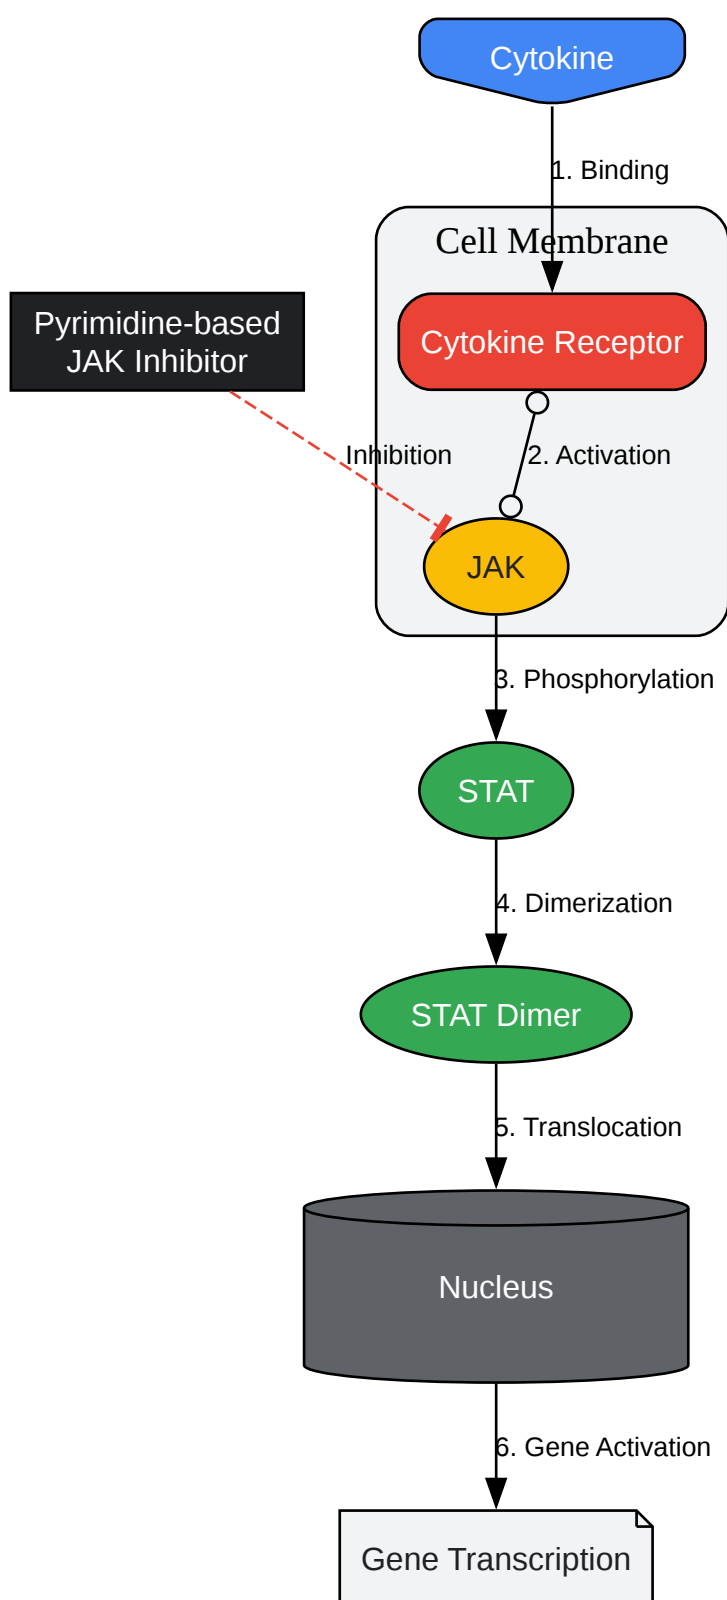 Cytokine
1. Binding
Cell Membrane
Pyrimidine-based
JAK Inhibitor
Cytokine Receptor
Inhibition
2. Activation
JAK
3. Phosphorylation
STAT
4. Dimerization
STAT Dimer
5. Translocation
Nucleus
6. Gene Activation
Gene Transcription